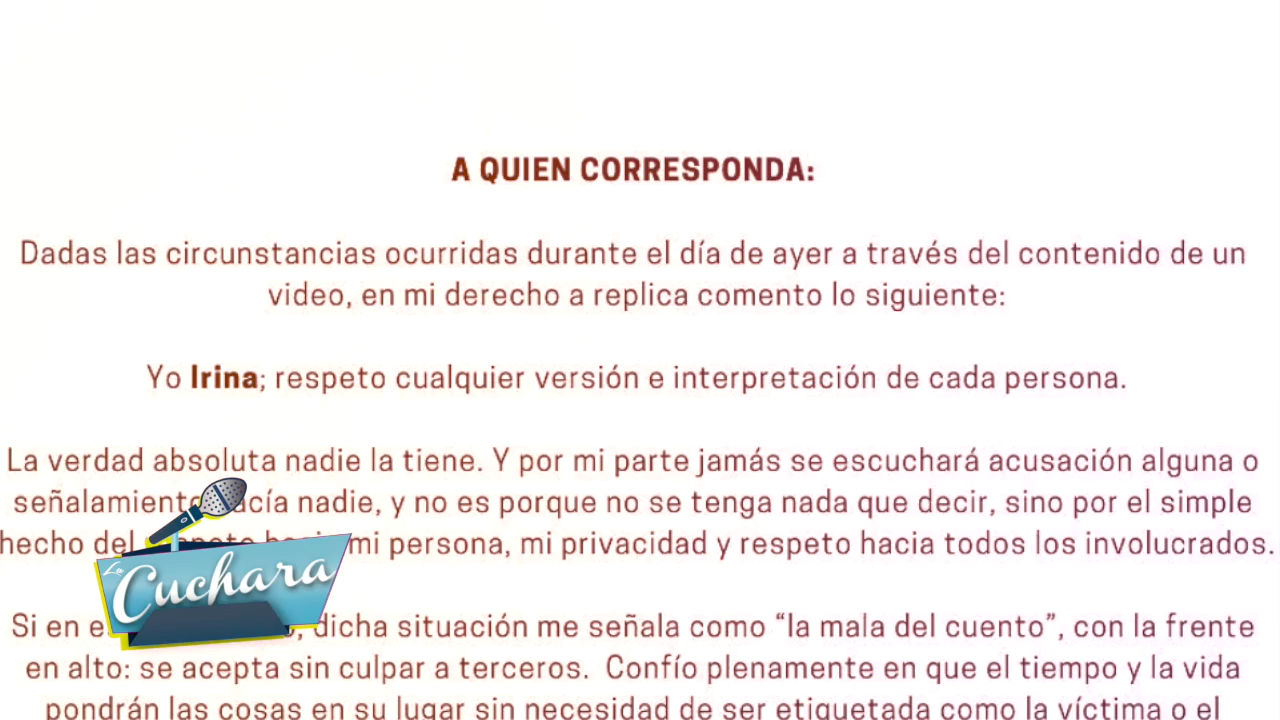 A QUIEN CORRESPONDA:
Dadas las circunstancias ocurridas durante el día de ayer a través del contenido de un
video, en mi derecho a replica comento lo siguiente:
Yo Irina; respeto cualquier versión e interpretación de cada persona.
La verdad absoluta nadie la tiene. Y por mi parte jamás se escuchará acusación alguna o
señalamiento hacía nadie, y no es porque no se tenga nada que decir, sino por el simple
hecho del respeto hacia mi persona, mi privacidad y respeto hacia todos los involucrados.
Si en dicha situación me señala como “la mala del cuento”, con la frente
en alto: se acepta sin culpar a terceros. Confío plenamente en que el tiempo y la vida
pondrán las cosas en su lugar sin necesidad de ser etiquetada como la víctima o el
La Cuchara